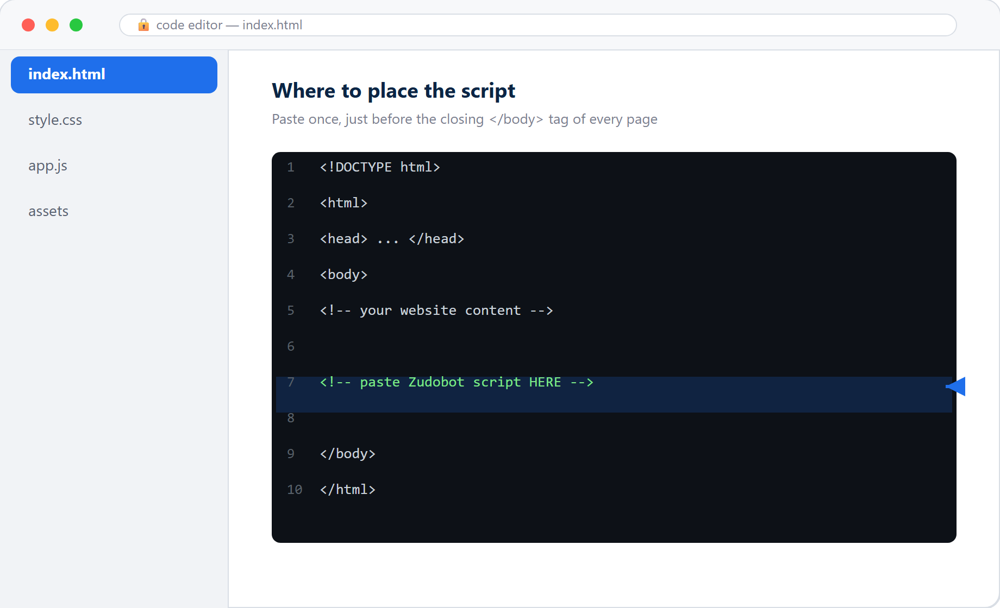 code editor — index.html
index.html
style.css
app.js
assets
Where to place the script
Paste once, just before the closing </body> tag of every page
1 <!DOCTYPE html>
2 <html>
3 <head> ... </head>
4 <body>
5 <!-- your website content -->
6
7 <!-- paste Zudobot script HERE -->
8
9 </body>
10 </html>